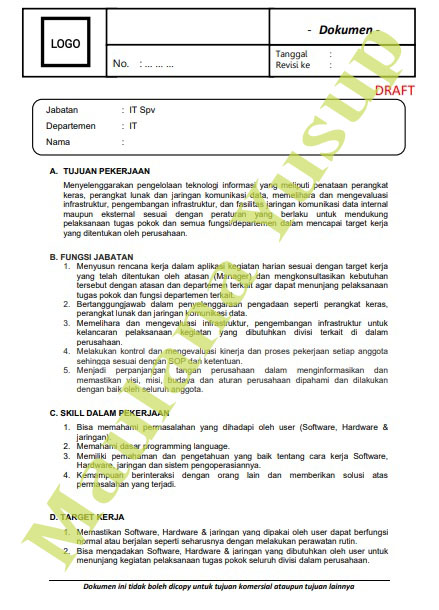 LOGO
- Dokumen -
No. : ... ... ...
Tanggal :
Revisi ke :
DRAFT
Jabatan : IT Spv
Departemen : IT
Nama :
A. TUJUAN PEKERJAAN
Menyelenggarakan pengelolaan teknologi informasi yang meliputi penataan perangkat
keras, perangkat lunak dan jaringan komunikasi data, memelihara dan mengevaluasi
infrastruktur, pengembangan infrastruktur, dan fasilitas jaringan komunikasi data internal
maupun eksternal sesuai dengan peraturan yang berlaku untuk mendukung
pelaksanaan tugas pokok dan semua fungsi/departemen dalam mencapai target kerja
yang ditentukan oleh perusahaan.
B. FUNGSI JABATAN
1. Menyusun rencana kerja dalam aplikasi kegiatan harian sesuai dengan target kerja
yang telah ditentukan oleh atasan (Manager) dan mengkonsultasikan kebutuhan
tersebut dengan atasan dan departemen terkait agar dapat menunjang pelaksanaan
tugas pokok dan fungsi departemen terkait.
2. Bertanggungjawab dalam penyelenggaraan pengadaan seperti perangkat keras,
perangkat lunak dan jaringan komunikasi data.
3. Memelihara dan mengevaluasi infrastruktur, pengembangan infrastruktur untuk
kelancaran pelaksanaan kegiatan yang dibutuhkan divisi terkait di dalam
perusahaan.
4. Melakukan kontrol dan mengevaluasi kinerja dan proses pekerjaan setiap anggota
sehingga sesuai dengan SOP dan ketentuan.
5. Menjadi perpanjangan tangan perusahaan dalam menginformasikan dan
memastikan visi, misi, budaya dan aturan perusahaan dipahami dan dilakukan
dengan baik oleh seluruh anggota.
C. SKILL DALAM PEKERJAAN
1. Bisa memahami permasalahan yang dihadapi oleh user (Software, Hardware &
jaringan).
2. Memahami dasar programming language.
3. Memiliki pemahaman dan pengetahuan yang baik tentang cara kerja Software,
Hardware, jaringan dan sistem pengoperasiannya.
4. Kemampuan berinteraksi dengan orang lain dan memberikan solusi atas
permasalahan yang terjadi.
D. TARGET KERJA
1. Memastikan Software, Hardware & jaringan yang dipakai oleh user dapat berfungsi
normal atau berjalan seperti seharusnya dengan melakukan perawatan rutin.
2. Bisa mengadakan Software, Hardware & jaringan yang dibutuhkan oleh user untuk
menunjang kegiatan pelaksanaan tugas pokok seluruh divisi dalam perusahaan.
Dokumen ini tidak boleh dicopy untuk tujuan komersial ataupun tujuan lainnya
Maulana Yusup